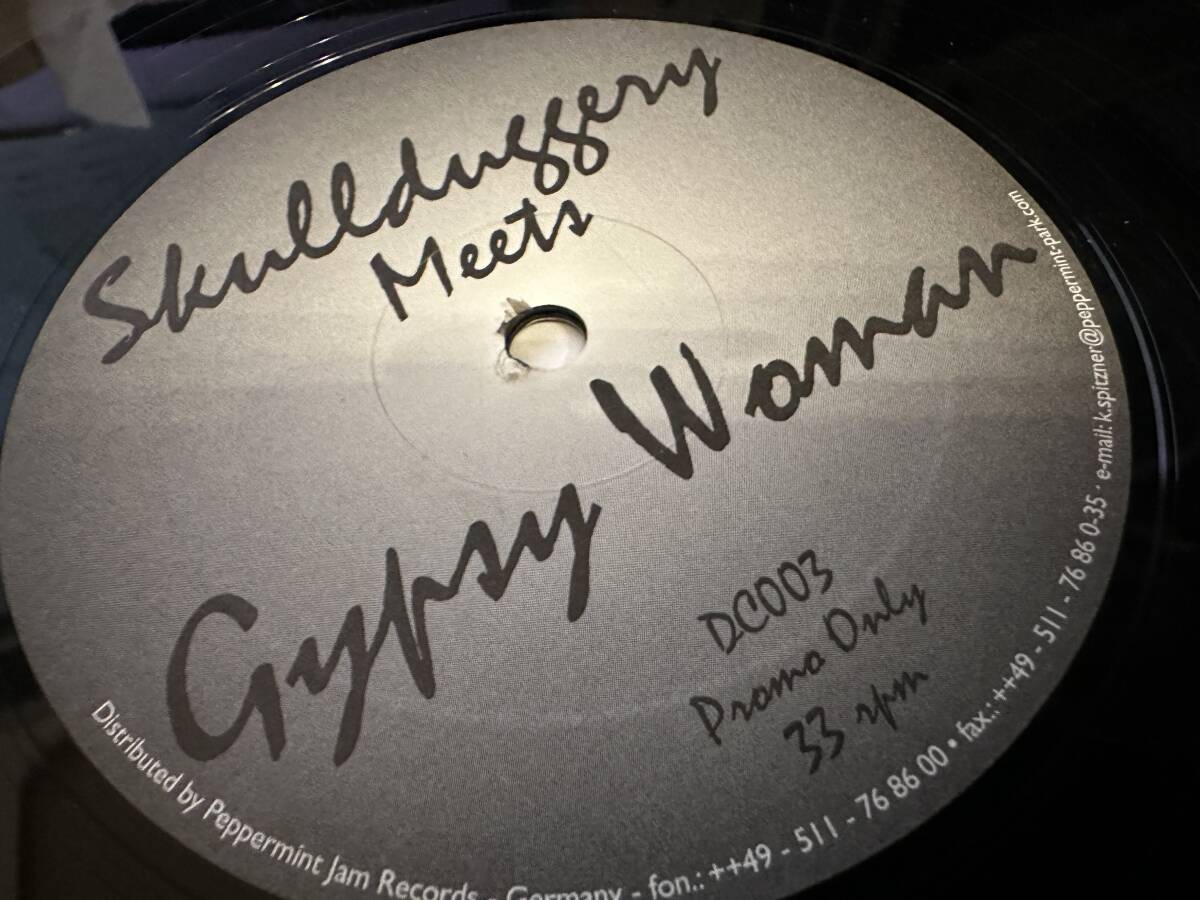 Skullduggery
Meets
Gypsy Woman
DC003
Promo Only
33 rpm
Distributed by Peppermint Jam Records - Germany - fon.: ++49 - 511 - 76 86 00 • fax.: ++49 - 511 - 76 86 0-35 · e-mail: k.spitzner@peppermint-park.com